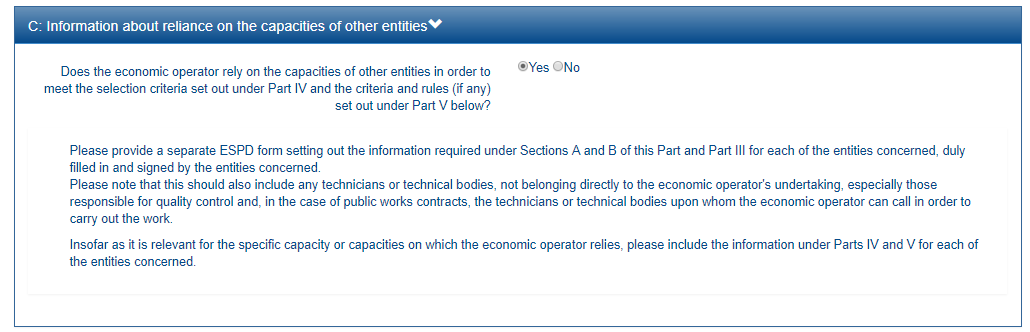 C: Information about reliance on the capacities of other entities
Does the economic operator rely on the capacities of other entities in order to
meet the selection criteria set out under Part IV and the criteria and rules (if any)
set out under Part V below?
Yes No
Please provide a separate ESPD form setting out the information required under Sections A and B of this Part and Part III for each of the entities concerned, duly
filled in and signed by the entities concerned.
Please note that this should also include any technicians or technical bodies, not belonging directly to the economic operator's undertaking, especially those
responsible for quality control and, in the case of public works contracts, the technicians or technical bodies upon whom the economic operator can call in order to
carry out the work.
Insofar as it is relevant for the specific capacity or capacities on which the economic operator relies, please include the information under Parts IV and V for each of
the entities concerned.